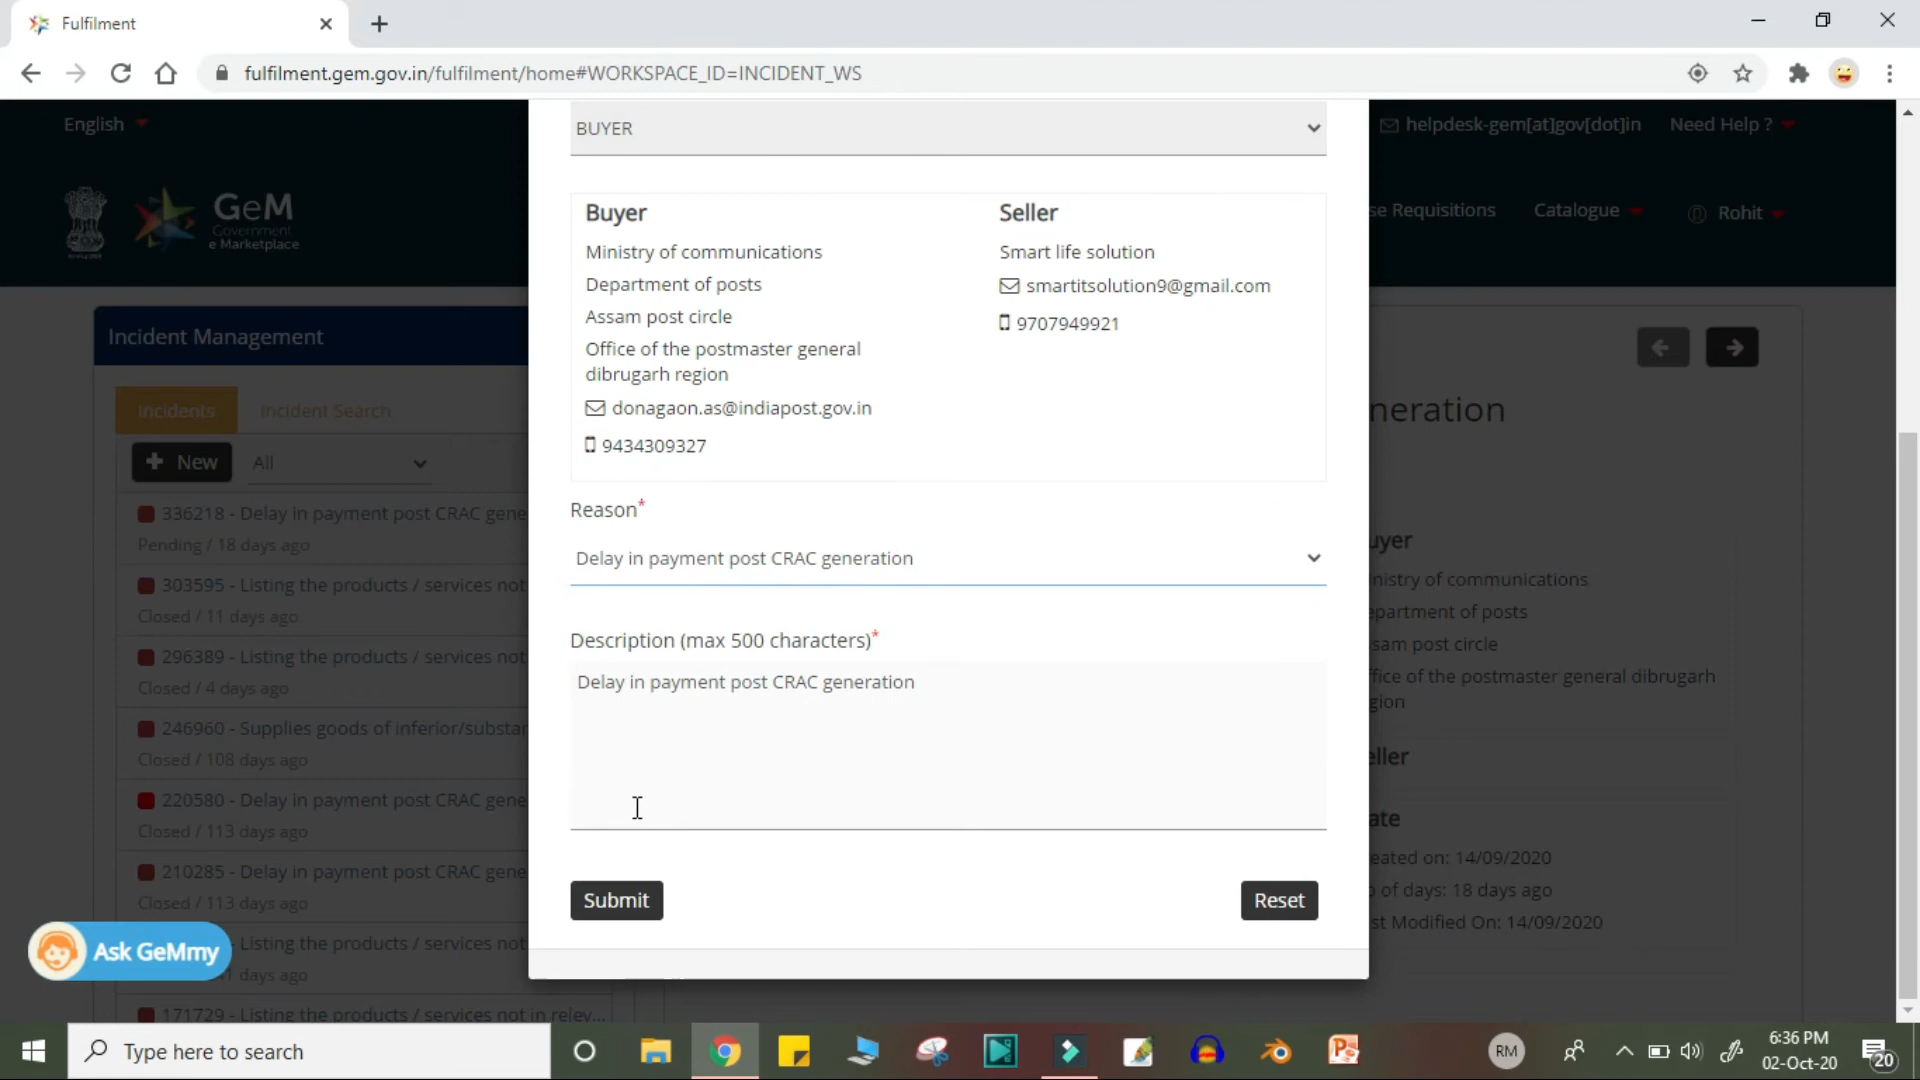 Fulfilment
fulfilment.gem.gov.in/fulfilment/home#WORKSPACE_ID=INCIDENT_WS
English
helpdesk-gem[at]gov[dot]in
Need Help ?
GeM
Government
e Marketplace
se Requisitions
Catalogue
Rohit
BUYER
Buyer
Ministry of communications
Department of posts
Assam post circle
Office of the postmaster general
dibrugarh region
donagaon.as@indiapost.gov.in
9434309327
Seller
Smart life solution
smartitsolution9@gmail.com
9707949921
Reason*
Delay in payment post CRAC generation
Description (max 500 characters)*
Delay in payment post CRAC generation
Submit
Reset
Incident Management
Incidents
Incident Search
+ New
All
336218 - Delay in payment post CRAC gene
Pending / 18 days ago
303595 - Listing the products / services not
Closed / 11 days ago
296389 - Listing the products / services not
Closed / 4 days ago
246960 - Supplies goods of inferior/substan
Closed / 108 days ago
220580 - Delay in payment post CRAC gene
Closed / 113 days ago
210285 - Delay in payment post CRAC gene
Closed / 113 days ago
- Listing the products / services not
1 days ago
171729 - Listing the products / services not in relev...
Ask GeMmy
neration
uyer
nistry of communications
epartment of posts
sam post circle
fice of the postmaster general dibrugarh
gion
eller
ate
eated on: 14/09/2020
o of days: 18 days ago
st Modified On: 14/09/2020
Type here to search
RM
6:36 PM
02-Oct-20
20